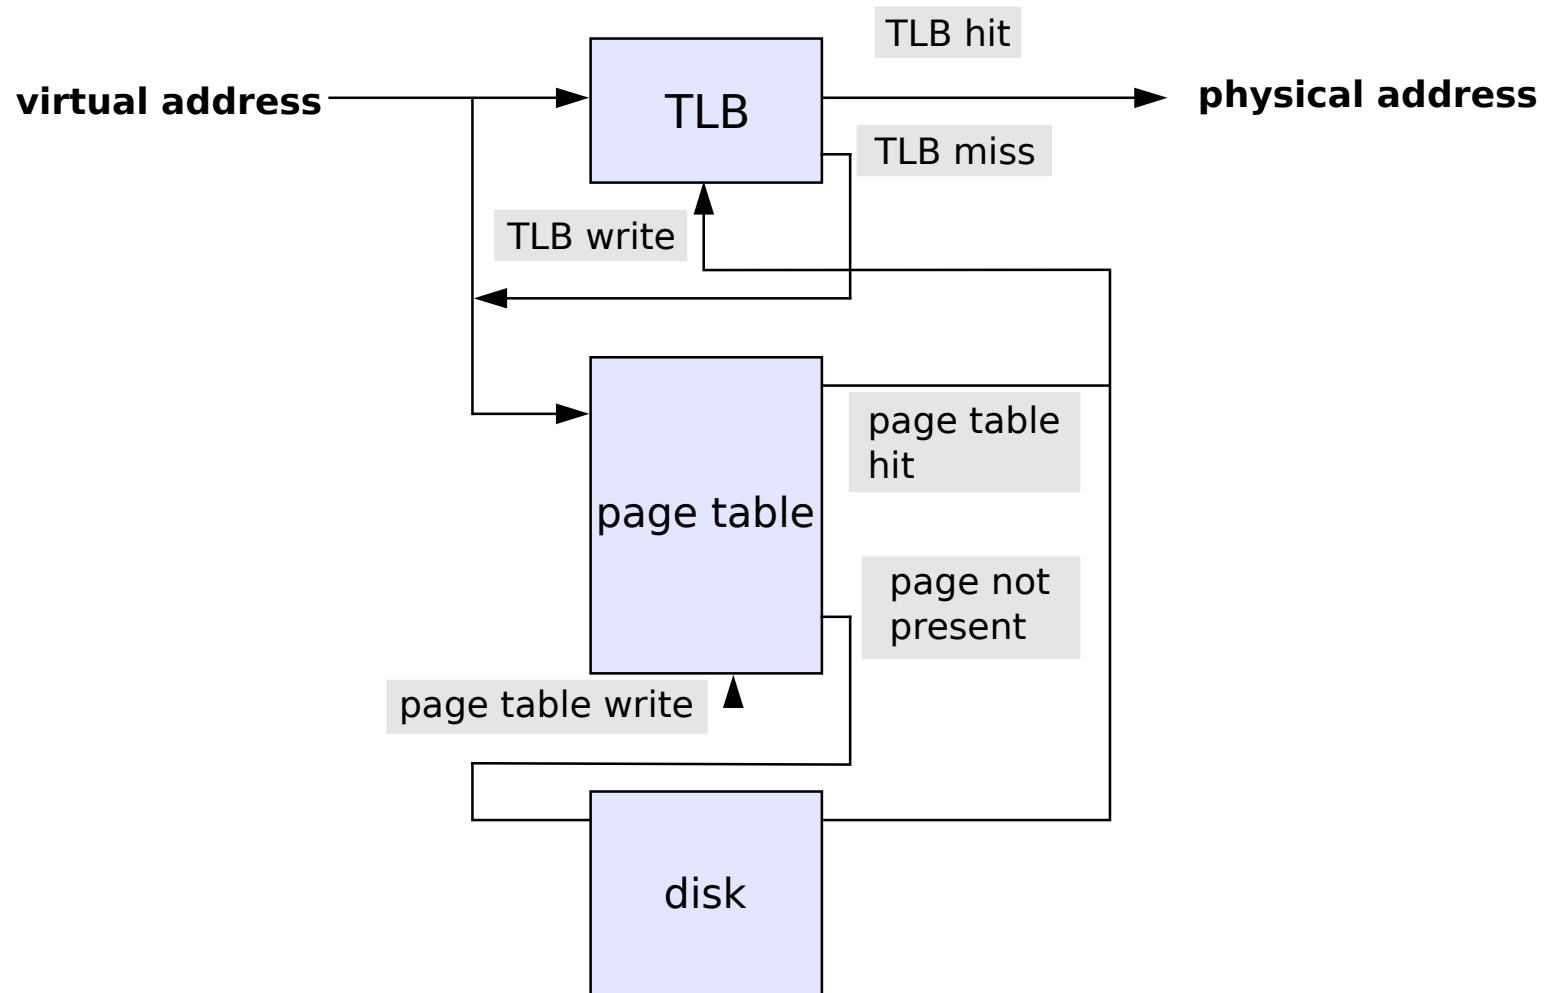 TLB hit
virtual address
TLB
physical address
TLB miss
TLB write
page table
hit
page table
page not
present
page table write
disk